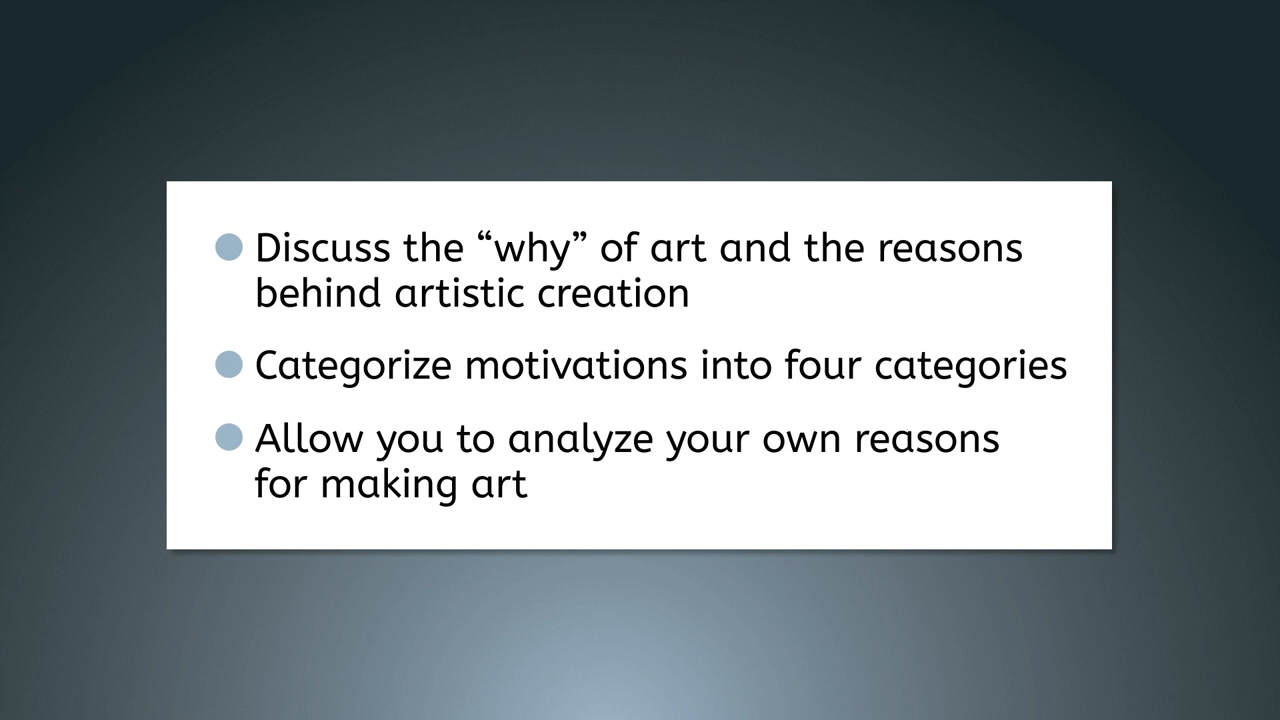 Discuss the “why” of art and the reasons
behind artistic creation
Categorize motivations into four categories
Allow you to analyze your own reasons
for making art